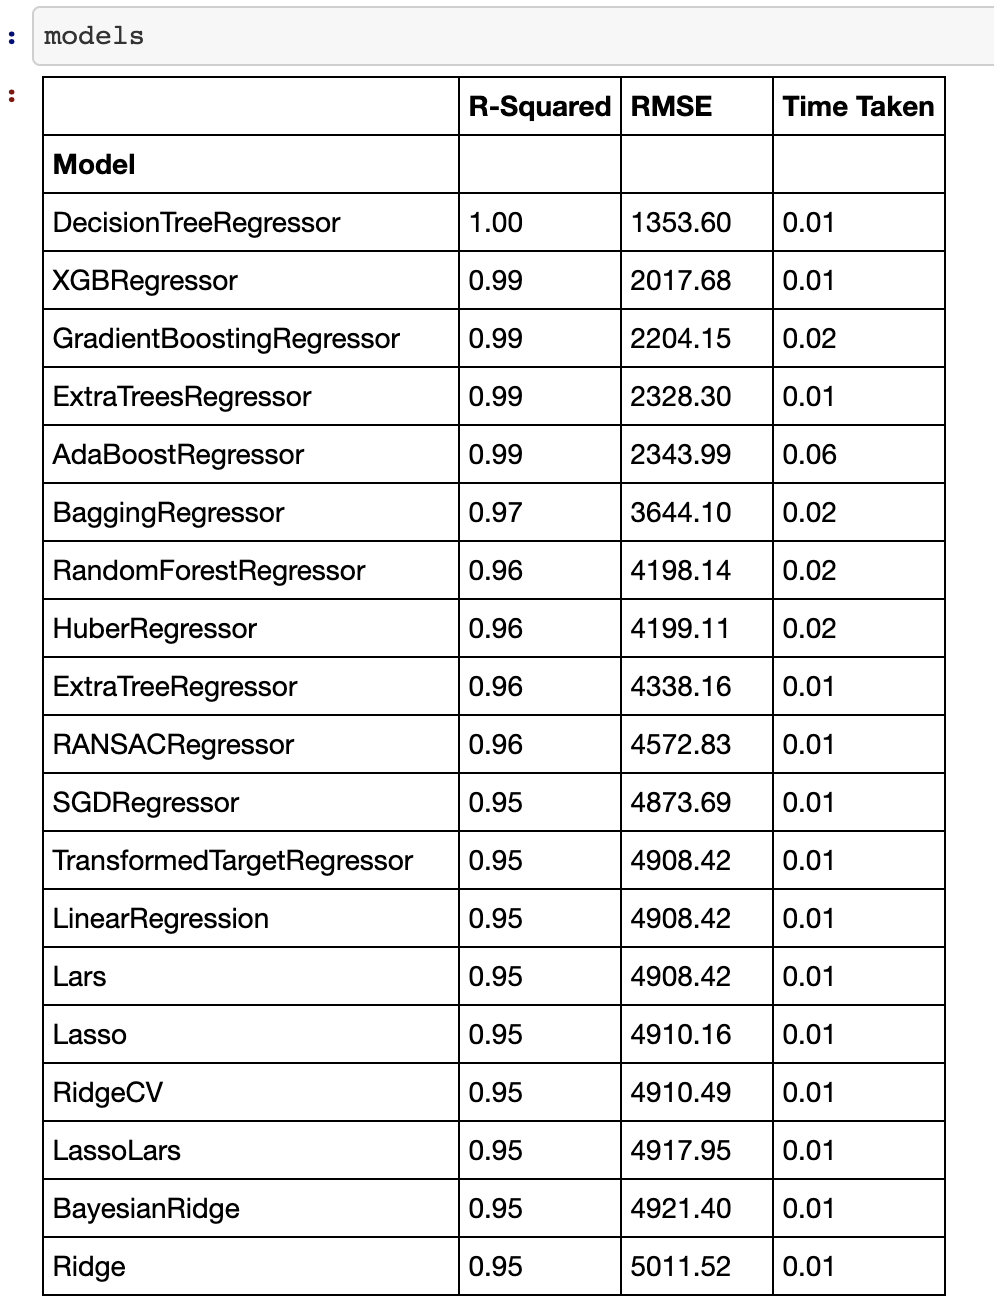 : models
:
R-Squared RMSE Time Taken
Model
DecisionTreeRegressor 1.00 1353.60 0.01
XGBRegressor 0.99 2017.68 0.01
GradientBoostingRegressor 0.99 2204.15 0.02
ExtraTreesRegressor 0.99 2328.30 0.01
AdaBoostRegressor 0.99 2343.99 0.06
BaggingRegressor 0.97 3644.10 0.02
RandomForestRegressor 0.96 4198.14 0.02
HuberRegressor 0.96 4199.11 0.02
ExtraTreeRegressor 0.96 4338.16 0.01
RANSACRegressor 0.96 4572.83 0.01
SGDRegressor 0.95 4873.69 0.01
TransformedTargetRegressor 0.95 4908.42 0.01
LinearRegression 0.95 4908.42 0.01
Lars 0.95 4908.42 0.01
Lasso 0.95 4910.16 0.01
RidgeCV 0.95 4910.49 0.01
LassoLars 0.95 4917.95 0.01
BayesianRidge 0.95 4921.40 0.01
Ridge 0.95 5011.52 0.01